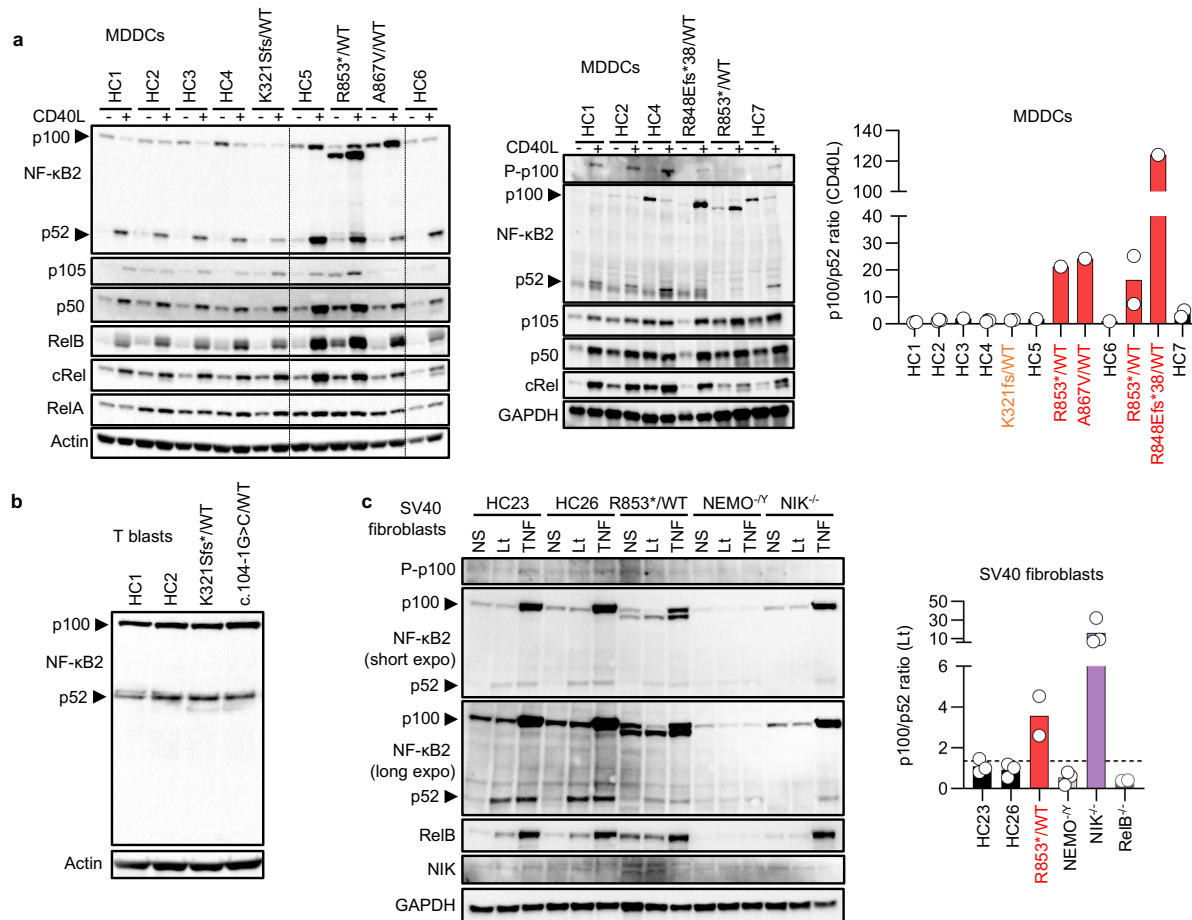 a
MDDCs
HC1 HC2 HC3 HC4 K321Sfs/WT HC5 R853*/WT A867V/WT HC6
CD40L - + - + - + - + - + - + - + - + - +
p100
NF-κB2
p52
p105
p50
RelB
cRel
RelA
Actin
MDDCs
HC1 HC2 HC4 R848Efs*38/WT R853*/WT HC7
CD40L - + - + - + - + - + - +
P-p100
p100
NF-κB2
p52
p105
p50
cRel
GAPDH
MDDCs
p100/p52 ratio (CD40L)
140
120
100
80
60
40
30
20
10
0
HC1 HC2 HC3 HC4 K321fs/WT HC5 R853*/WT A867V/WT HC6 R853*/WT R848Efs*38/WT HC7
b
T blasts
HC1 HC2 K321Sfs*/WT c.104-1G>C/WT
p100
NF-κB2
p52
Actin
c
SV40
fibroblasts
HC23 HC26 R853*/WT NEMO-/Y NIK-/-
NS Lt TNF NS Lt TNF NS Lt TNF NS Lt TNF NS Lt TNF
P-p100
p100
NF-κB2
(short expo)
p52
p100
NF-κB2
(long expo)
p52
RelB
NIK
GAPDH
SV40 fibroblasts
p100/p52 ratio (Lt)
50
30
10
6
4
2
0
HC23 HC26 R853*/WT NEMO-/Y NIK-/- RelB-/-